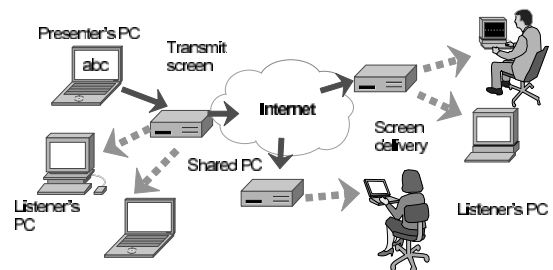 Presenter's PC
abc
Transmit
screen
Internet
Screen
delivery
Shared PC
Listener's
PC
Listener's PC